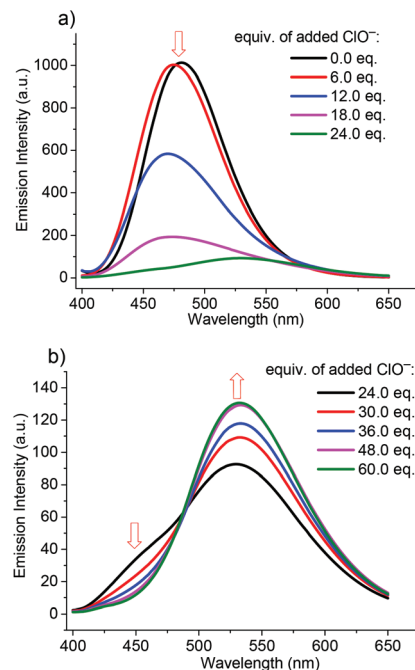 a)
equiv. of added ClO⁻:
0.0 eq.
6.0 eq.
12.0 eq.
18.0 eq.
24.0 eq.
Emission Intensity (a.u.)
1000
800
600
400
200
0
400 450 500 550 600 650
Wavelength (nm)
b)
equiv. of added ClO⁻:
24.0 eq.
30.0 eq.
36.0 eq.
48.0 eq.
60.0 eq.
Emission Intensity (a.u.)
140
120
100
80
60
40
20
0
400 450 500 550 600 650
Wavelength (nm)